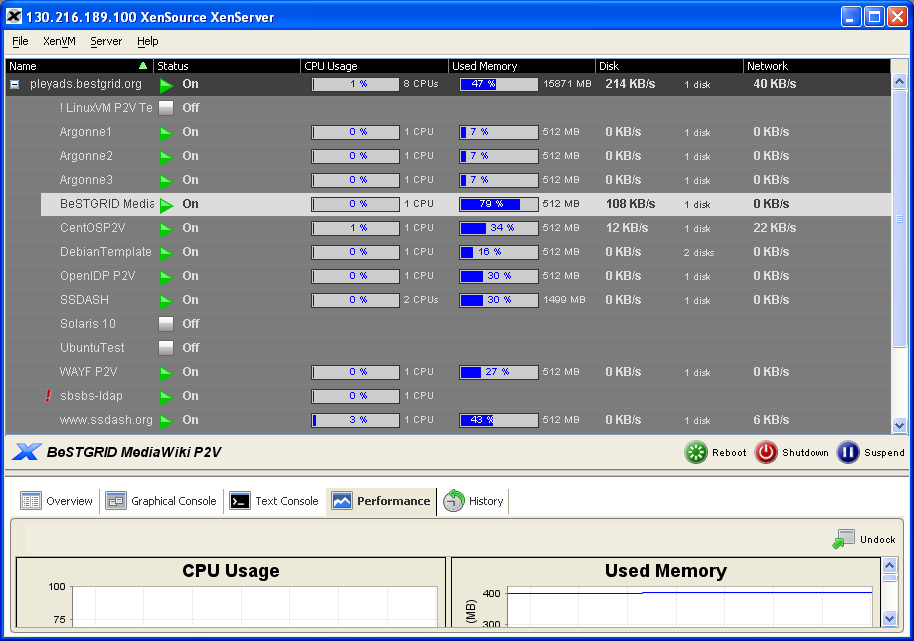 130.216.189.100 XenSource XenServer
File XenVM Server Help
Name Status CPU Usage Used Memory Disk Network
pleyads.bestgrid.org On 1 % 8 CPUs 47 % 15871 MB 214 KB/s 40 KB/s
! LinuxVM P2V Te Off
Argonne1 On 0 % 1 CPU 7 % 512 MB 0 KB/s 1 disk 0 KB/s
Argonne2 On 0 % 1 CPU 7 % 512 MB 0 KB/s 1 disk 0 KB/s
Argonne3 On 0 % 1 CPU 7 % 512 MB 0 KB/s 1 disk 0 KB/s
BeSTGRID Media On 0 % 1 CPU 79 % 512 MB 108 KB/s 1 disk 0 KB/s
CentOSP2V On 1 % 1 CPU 34 % 512 MB 12 KB/s 1 disk 22 KB/s
DebianTemplate On 0 % 1 CPU 16 % 512 MB 0 KB/s 2 disks 0 KB/s
OpenIDP P2V On 0 % 1 CPU 30 % 512 MB 0 KB/s 1 disk 0 KB/s
SSDASH On 0 % 2 CPUs 30 % 1499 MB 0 KB/s 1 disk 0 KB/s
Solaris 10 Off
UbuntuTest Off
WAYF P2V On 0 % 1 CPU 27 % 512 MB 0 KB/s 1 disk 0 KB/s
! sbsbs-ldap On 0 % 1 CPU
www.ssdash.org On 3 % 1 CPU 43 % 512 MB 0 KB/s 1 disk 6 KB/s
BeSTGRID MediaWiki P2V Reboot Shutdown Suspend
Overview Graphical Console Text Console Performance History
Undock
CPU Usage
100
75
Used Memory
(MB)
400
300